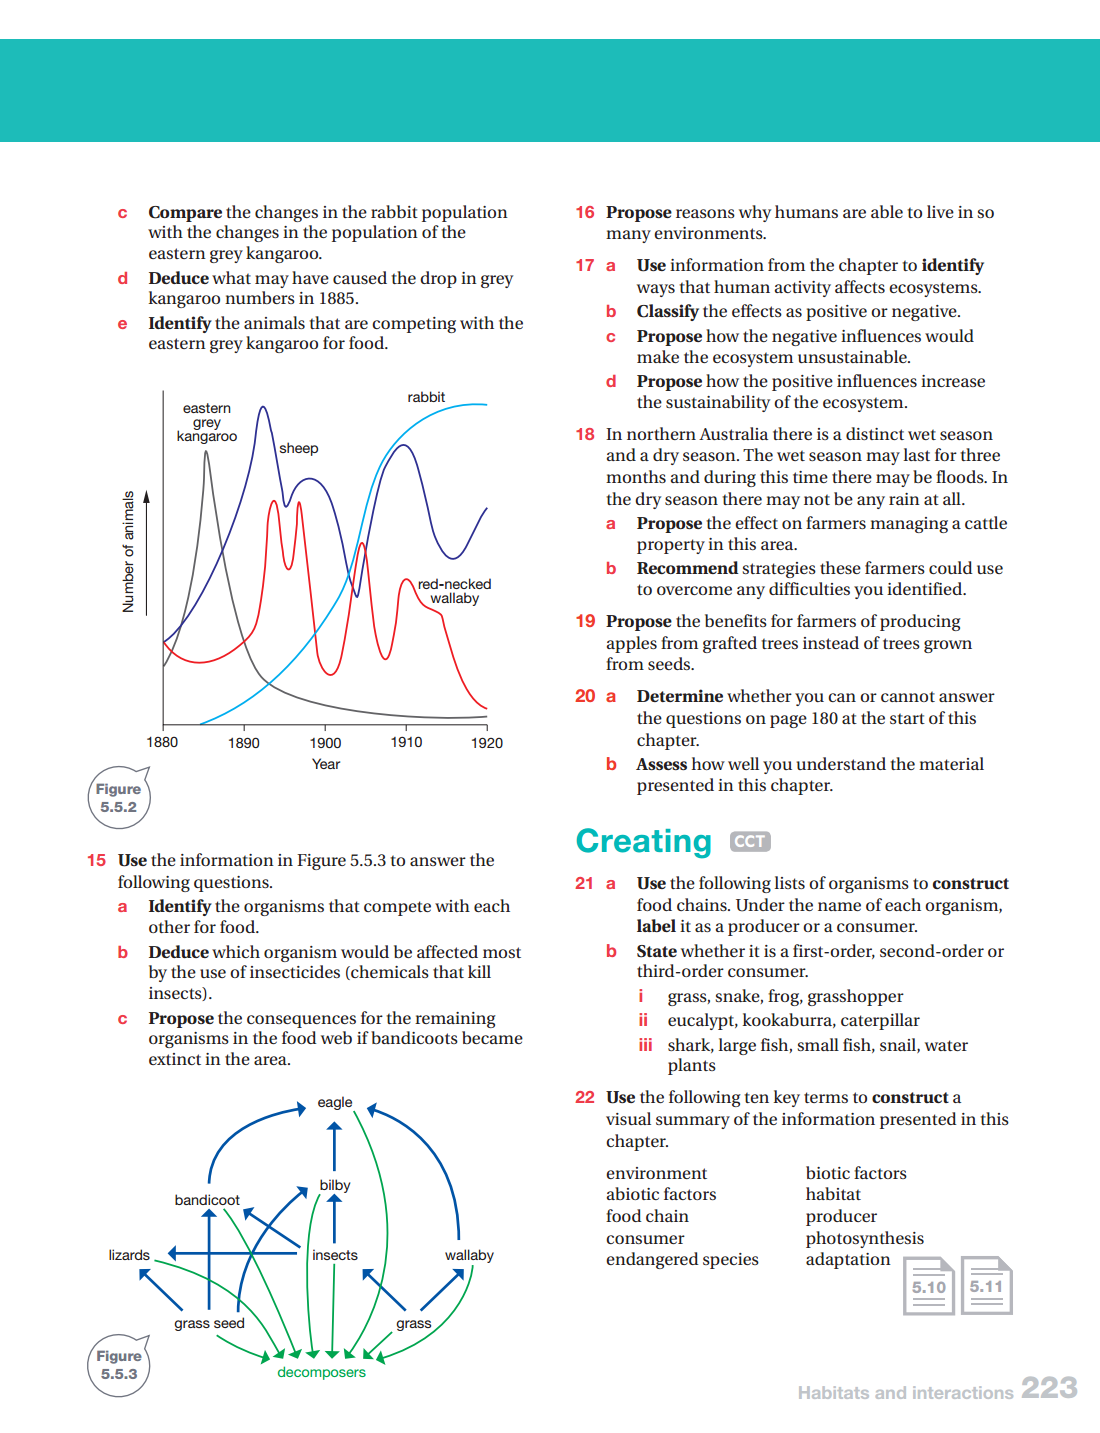 c Compare the changes in the rabbit population
with the changes in the population of the
eastern grey kangaroo.
d Deduce what may have caused the drop in grey
kangaroo numbers in 1885.
e Identify the animals that are competing with the
eastern grey kangaroo for food.
rabbit
eastern
grey
kangaroo
sheep
red-necked
wallaby
Number of animals
1880 1890 1900 1910 1920
Year
Figure
5.5.2
15 Use the information in Figure 5.5.3 to answer the
following questions.
a Identify the organisms that compete with each
other for food.
b Deduce which organism would be affected most
by the use of insecticides (chemicals that kill
insects).
c Propose the consequences for the remaining
organisms in the food web if bandicoots became
extinct in the area.
eagle
bilby
bandicoot
lizards insects wallaby
grass seed grass
decomposers
Figure
5.5.3
16 Propose reasons why humans are able to live in so
many environments.
17 a Use information from the chapter to identify
ways that human activity affects ecosystems.
b Classify the effects as positive or negative.
c Propose how the negative influences would
make the ecosystem unsustainable.
d Propose how the positive influences increase
the sustainability of the ecosystem.
18 In northern Australia there is a distinct wet season
and a dry season. The wet season may last for three
months and during this time there may be floods. In
the dry season there may not be any rain at all.
a Propose the effect on farmers managing a cattle
property in this area.
b Recommend strategies these farmers could use
to overcome any difficulties you identified.
19 Propose the benefits for farmers of producing
apples from grafted trees instead of trees grown
from seeds.
20 a Determine whether you can or cannot answer
the questions on page 180 at the start of this
chapter.
b Assess how well you understand the material
presented in this chapter.
Creating CCT
21 a Use the following lists of organisms to construct
food chains. Under the name of each organism,
label it as a producer or a consumer.
b State whether it is a first-order, second-order or
third-order consumer.
i grass, snake, frog, grasshopper
ii eucalypt, kookaburra, caterpillar
iii shark, large fish, small fish, snail, water
plants
22 Use the following ten key terms to construct a
visual summary of the information presented in this
chapter.
environment biotic factors
abiotic factors habitat
food chain producer
consumer photosynthesis
endangered species adaptation
5.10 5.11
Habitats and interactions 223